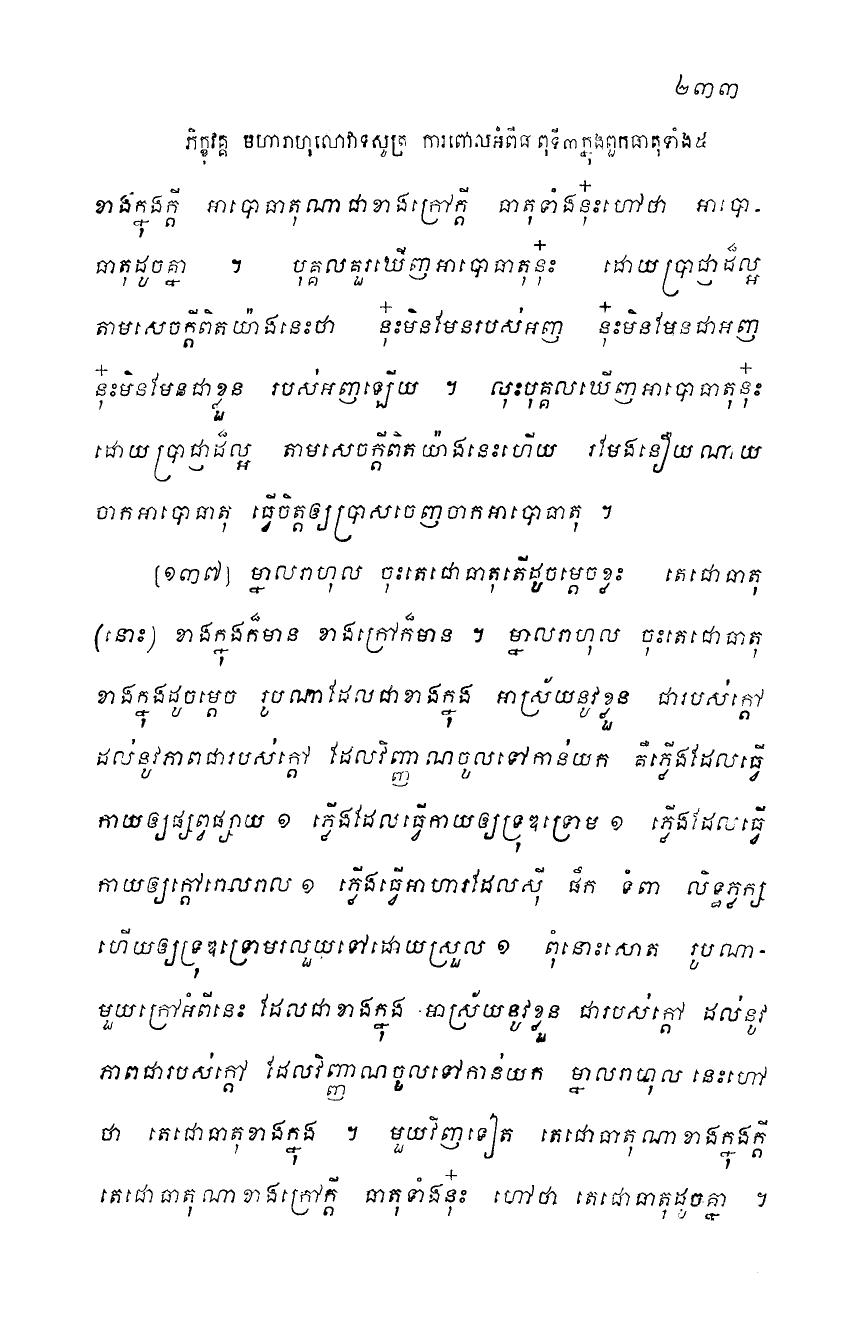 ២៣៣
ភិក្ខុវគ្គ មហារាហុលោវាទសូត្រ ការពោលអំពីធម្មពុទី៣ក្នុងពួកធាតុទាំង៥
ខាងក្នុងក្តី អាបោធាតុណាជាខាងក្រៅក្តី ធាតុទាំងនុ៎ះហៅថា អាបោ-
ធាតុដូចគ្នា ។ បុគ្គលគួរឃើញអាបោធាតុនុ៎ះ ដោយប្រាជ្ញាដ៏ល្អ
តាមសេចក្តីពិតយ៉ាងនេះថា នុ៎ះមិនមែនរបស់អញ នុ៎ះមិនមែនជាអញ
នុ៎ះមិនមែនជាខ្លួន របស់អញឡើយ ។ លុះបុគ្គលឃើញអាបោធាតុនុ៎ះ
ដោយប្រាជ្ញាដ៏ល្អ តាមសេចក្តីពិតយ៉ាងនេះហើយ រមែងនឿយណាយ
ចាកអាបោធាតុ ធ្វើចិត្តឲ្យប្រាសចេញចាកអាបោធាតុ ។
[១៣៧] ម្នាលរាហុល ចុះតេជោធាតុតើដូចម្តេចខ្លះ តេជោធាតុ
(នោះ) ខាងក្នុងក៏មាន ខាងក្រៅក៏មាន ។ ម្នាលរាហុល ចុះតេជោធាតុ
ខាងក្នុងដូចម្តេច រូបណាដែលជាខាងក្នុង អាស្រ័យនូវខ្លួន ជារបស់ក្តៅ
ដល់នូវភាពជារបស់ក្តៅ ដែលវិញ្ញាណចូលទៅកាន់យក គឺភ្លើងដែលធ្វើ
កាយឲ្យផ្សព្វផ្សាយ ១ ភ្លើងដែលធ្វើកាយឲ្យទ្រុឌទ្រោម ១ ភ្លើងដែលធ្វើ
កាយឲ្យក្តៅរោលរាល ១ ភ្លើងធ្វើអាហារដែលស៊ី ផឹក ទំពា លិទ្ធភ្លក្ស
ហើយឲ្យទ្រុឌទ្រោមរលួយទៅដោយស្រួល ១ ពុំនោះសោត រូបណា-
មួយក្រៅអំពីនេះ ដែលជាខាងក្នុង អាស្រ័យនូវខ្លួន ជារបស់ក្តៅ ដល់នូវ
ភាពជារបស់ក្តៅ ដែលវិញ្ញាណចូលទៅកាន់យក ម្នាលរាហុល នេះហៅ
ថា តេជោធាតុខាងក្នុង ។ មួយវិញទៀត តេជោធាតុណាខាងក្នុងក្តី
តេជោធាតុណាខាងក្រៅក្តី ធាតុទាំងនុ៎ះ ហៅថា តេជោធាតុដូចគ្នា ។